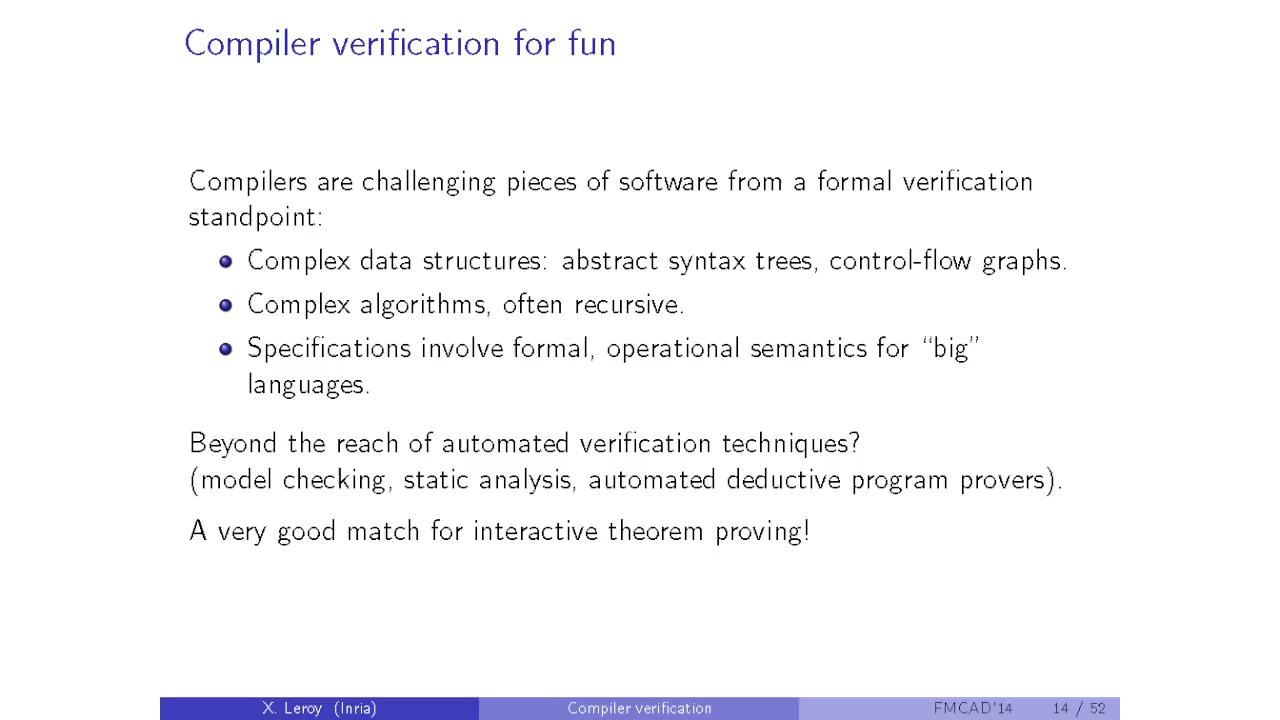 Compiler verification for fun
Compilers are challenging pieces of software from a formal verification
standpoint:
Complex data structures: abstract syntax trees, control-flow graphs.
Complex algorithms, often recursive.
Specifications involve formal, operational semantics for “big”
languages.
Beyond the reach of automated verification techniques?
(model checking, static analysis, automated deductive program provers).
A very good match for interactive theorem proving!
X. Leroy (Inria) Compiler verification FMCAD'14 14 / 52